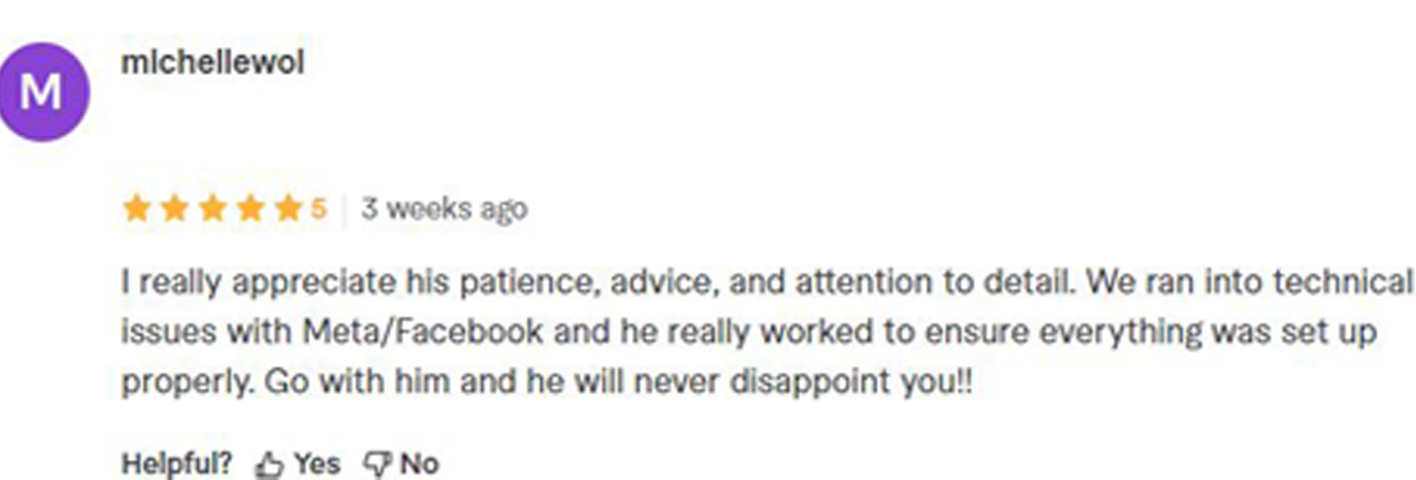 M
mlchellewol
5
3 weeks ago
I really appreciate his patience, advice, and attention to detail. We ran into technical
issues with Meta/Facebook and he really worked to ensure everything was set up
properly. Go with him and he will never disappoint you!!
Helpful? Yes No